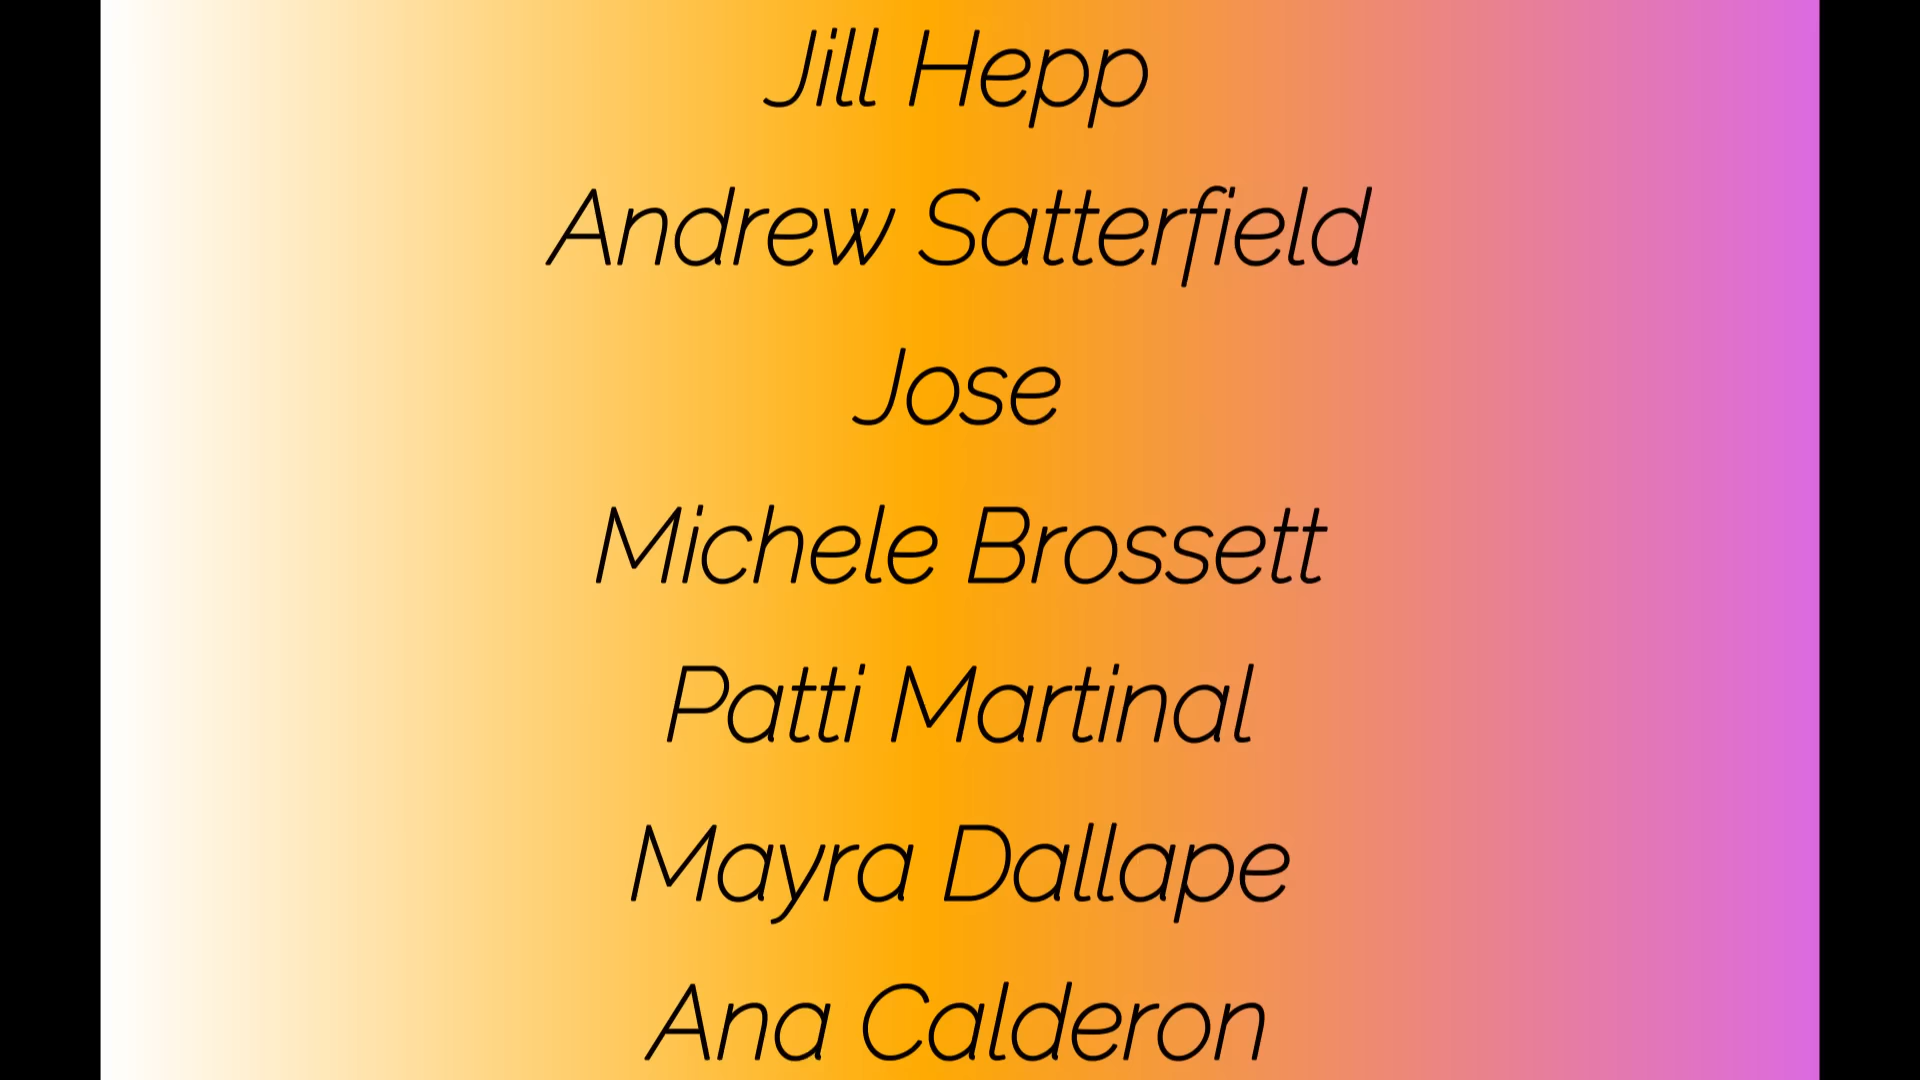 Jill Hepp
Andrew Satterfield
Jose
Michele Brossett
Patti Martinal
Mayra Dallape
Ana Calderon